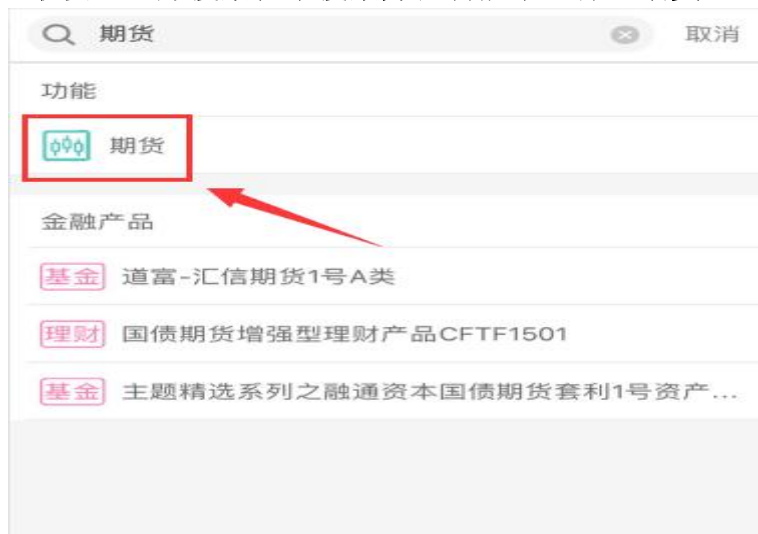 期货 取消
功能
期货
金融产品
基金 道富-汇信期货1号A类
理财 国债期货增强型理财产品CFTF1501
基金 主题精选系列之融通资本国债期货套利1号资产...